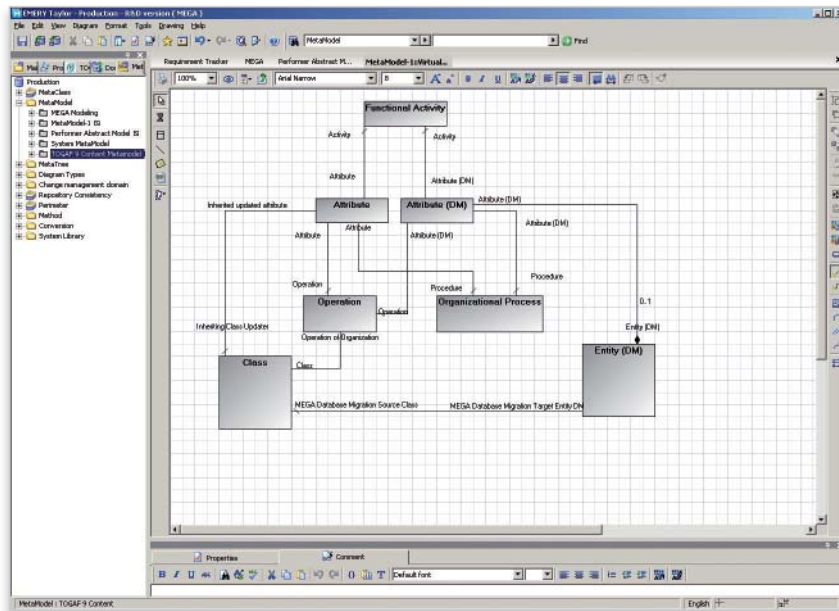 EMERY Taylor - Production - R&D version (MEGA)
File Edit View Diagram Format Tools Drawing Help
MetaModel
Find
Requirement Tracker MEGA Performer Abstract M... MetaModel-IsVirtual...
100% Arial Narrow 8 B I U
Production
MetaClass
MetaModel
MEGA Modeling
MetaModel-1
Performer Abstract Model
System MetaModel
TOGAF 9 Content Metamodel
MetaTree
Diagram Types
Change management domain
Repository Consistency
Perimeter
Method
Conversion
System Library
Functional Activity
Activity
Activity
Attribute
Attribute (DM)
Inherited updated attribute
Attribute
Attribute (DM)
Attribute (DM)
Attribute
Attribute
Attribute (DM)
Attribute (DM)
Operation
Procedure
Procedure
Operation
Operation
Organizational Process
0..1
Inheriting Class Updater
Operation of Organization
Entity (DM)
Class
Class
Entity (DM)
MEGA Database Migration Source Class
MEGA Database Migration Target Entity DM
Properties
Comment
B I U
Default font
MetaModel : TOGAF 9 Content
English